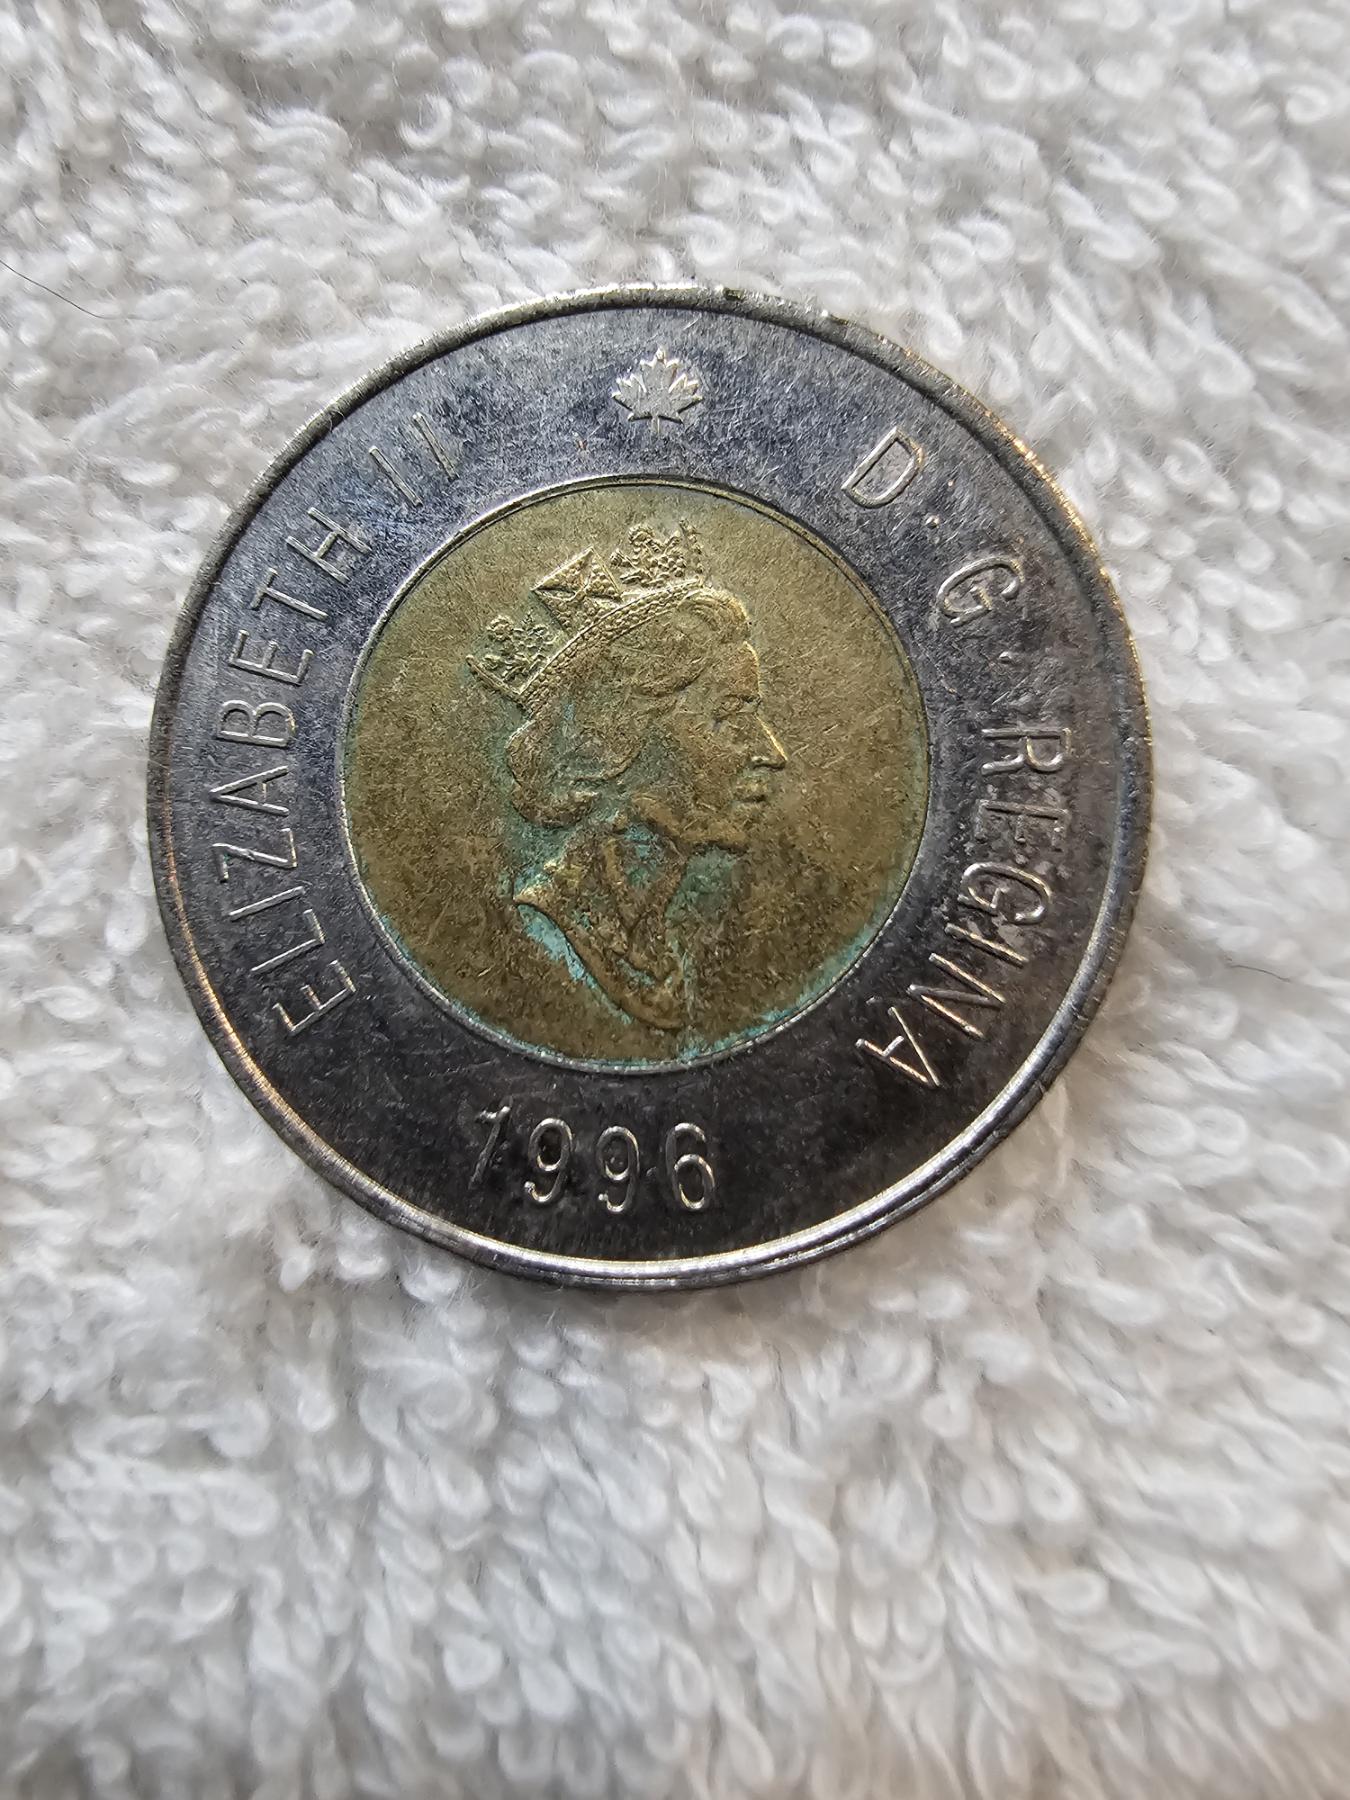 ELIZABETH II
D·G·REGINA
1996